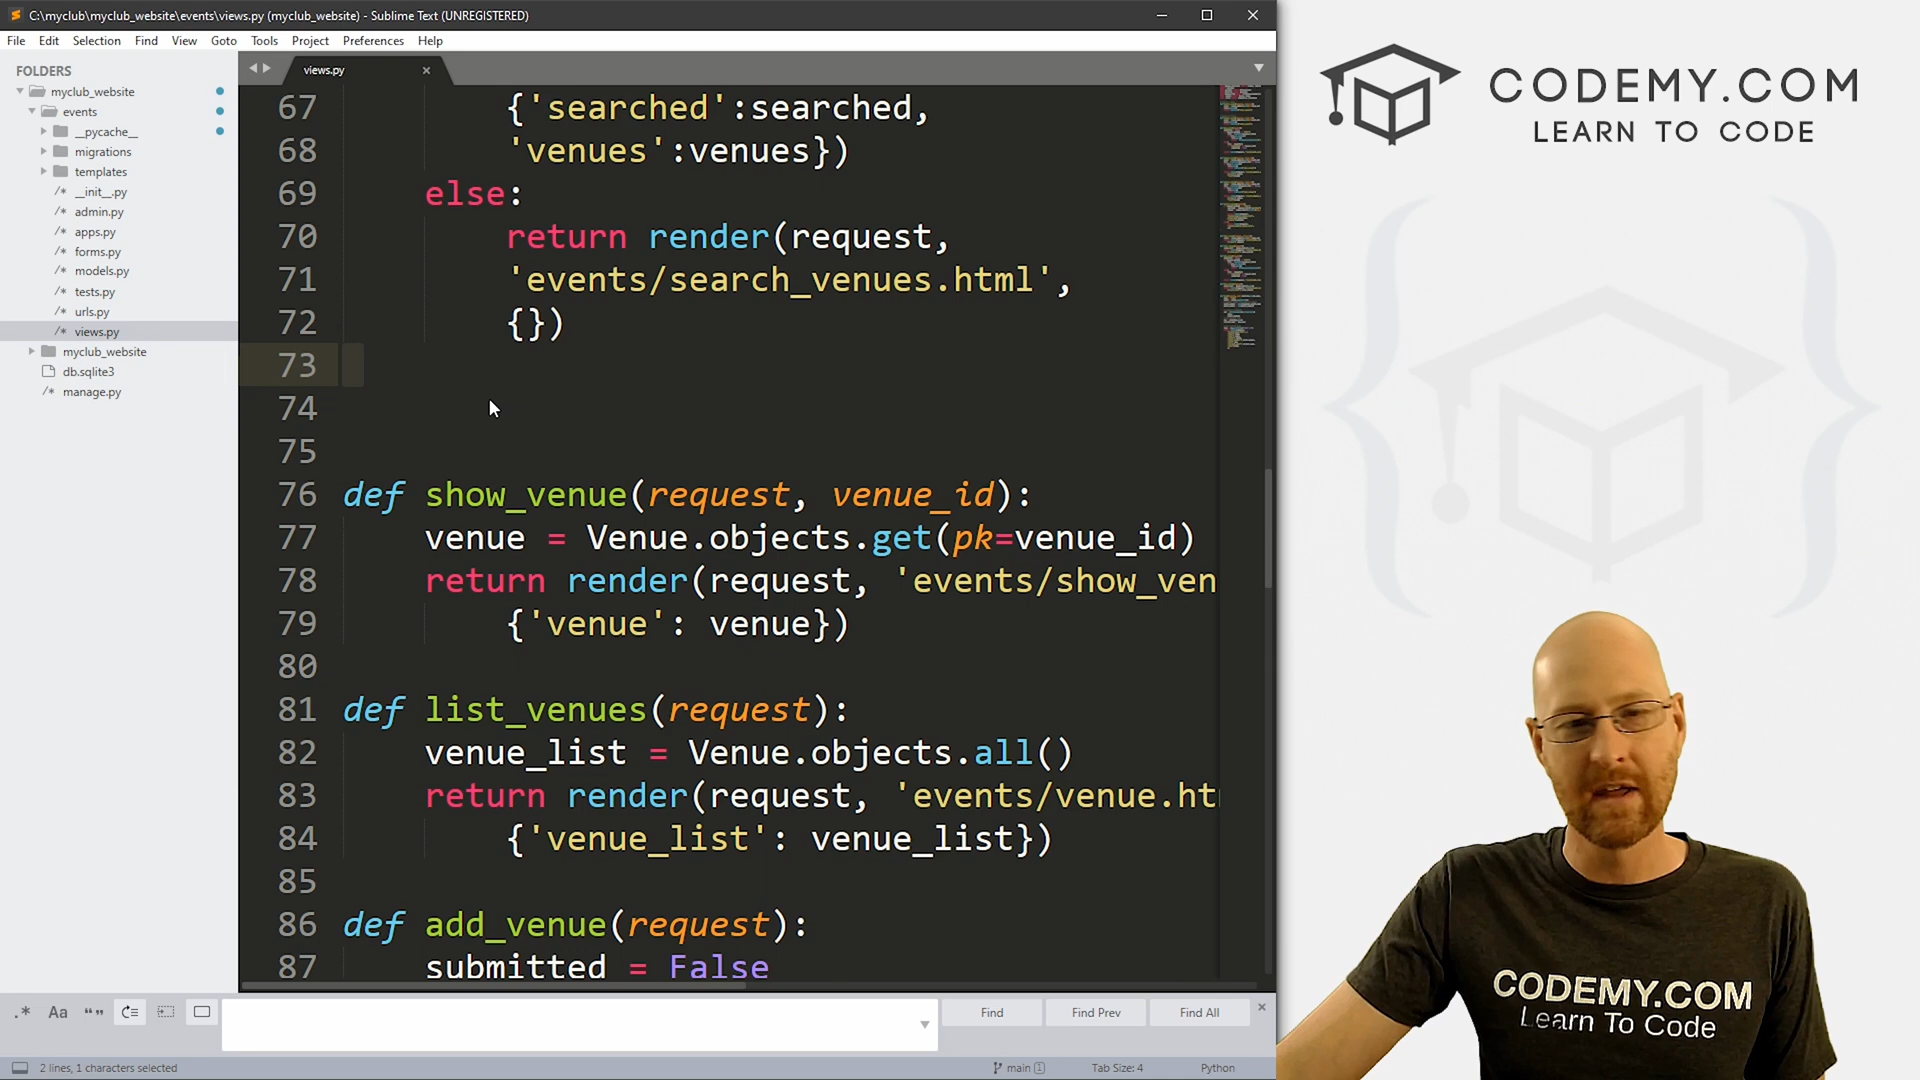 C:\myclub\myclub_website\events\views.py (myclub_website) - Sublime Text (UNREGISTERED)
File Edit Selection Find View Goto Tools Project Preferences Help
FOLDERS
myclub_website
events
__pycache__
migrations
templates
__init__.py
admin.py
apps.py
forms.py
models.py
tests.py
urls.py
views.py
myclub_website
db.sqlite3
manage.py
views.py
67 {'searched':searched,
68 'venues':venues})
69 else:
70 return render(request,
71 'events/search_venues.html',
72 {})
73
74
75
76 def show_venue(request, venue_id):
77 venue = Venue.objects.get(pk=venue_id)
78 return render(request, 'events/show_ven
79 {'venue': venue})
80
81 def list_venues(request):
82 venue_list = Venue.objects.all()
83 return render(request, 'events/venue.ht
84 {'venue_list': venue_list})
85
86 def add_venue(request):
87 submitted = False
.* Aa “” Find Find Prev Find All
2 lines, 1 characters selected main 1 Tab Size: 4 Python
CODEMY.COM
LEARN TO CODE
CODEMY.COM
Learn To Code